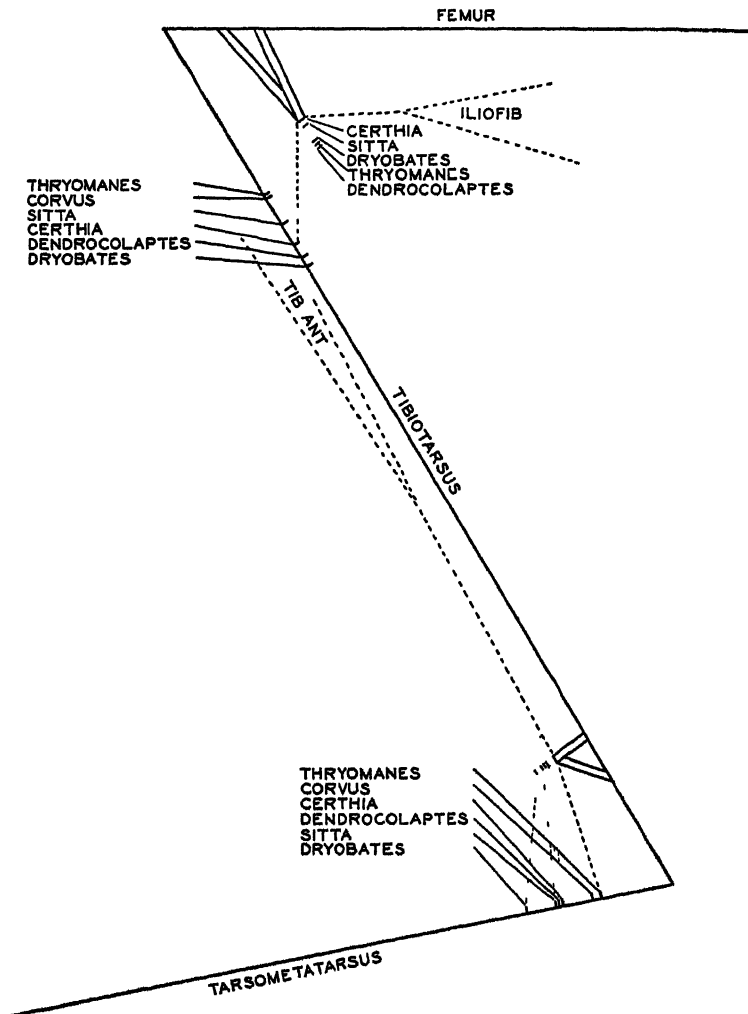 FEMUR
ILIOFIB
CERTHIA
SITTA
DRYOBATES
THRYOMANES
DENDROCOLAPTES
THRYOMANES
CORVUS
SITTA
CERTHIA
DENDROCOLAPTES
DRYOBATES
TIB ANT
TIBIOTARSUS
THRYOMANES
CORVUS
CERTHIA
DENDROCOLAPTES
SITTA
DRYOBATES
TARSOMETATARSUS